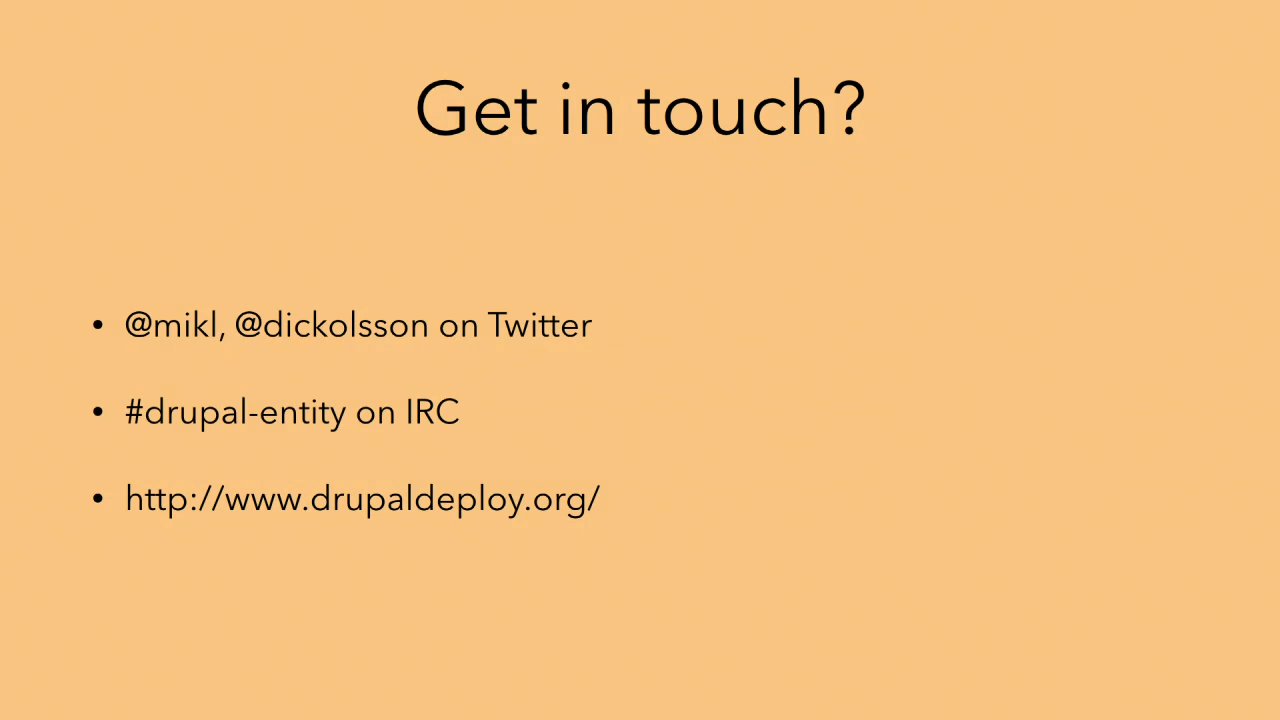 Get in touch?
• @mikl, @dickolsson on Twitter
• #drupal-entity on IRC
• http://www.drupaldeploy.org/